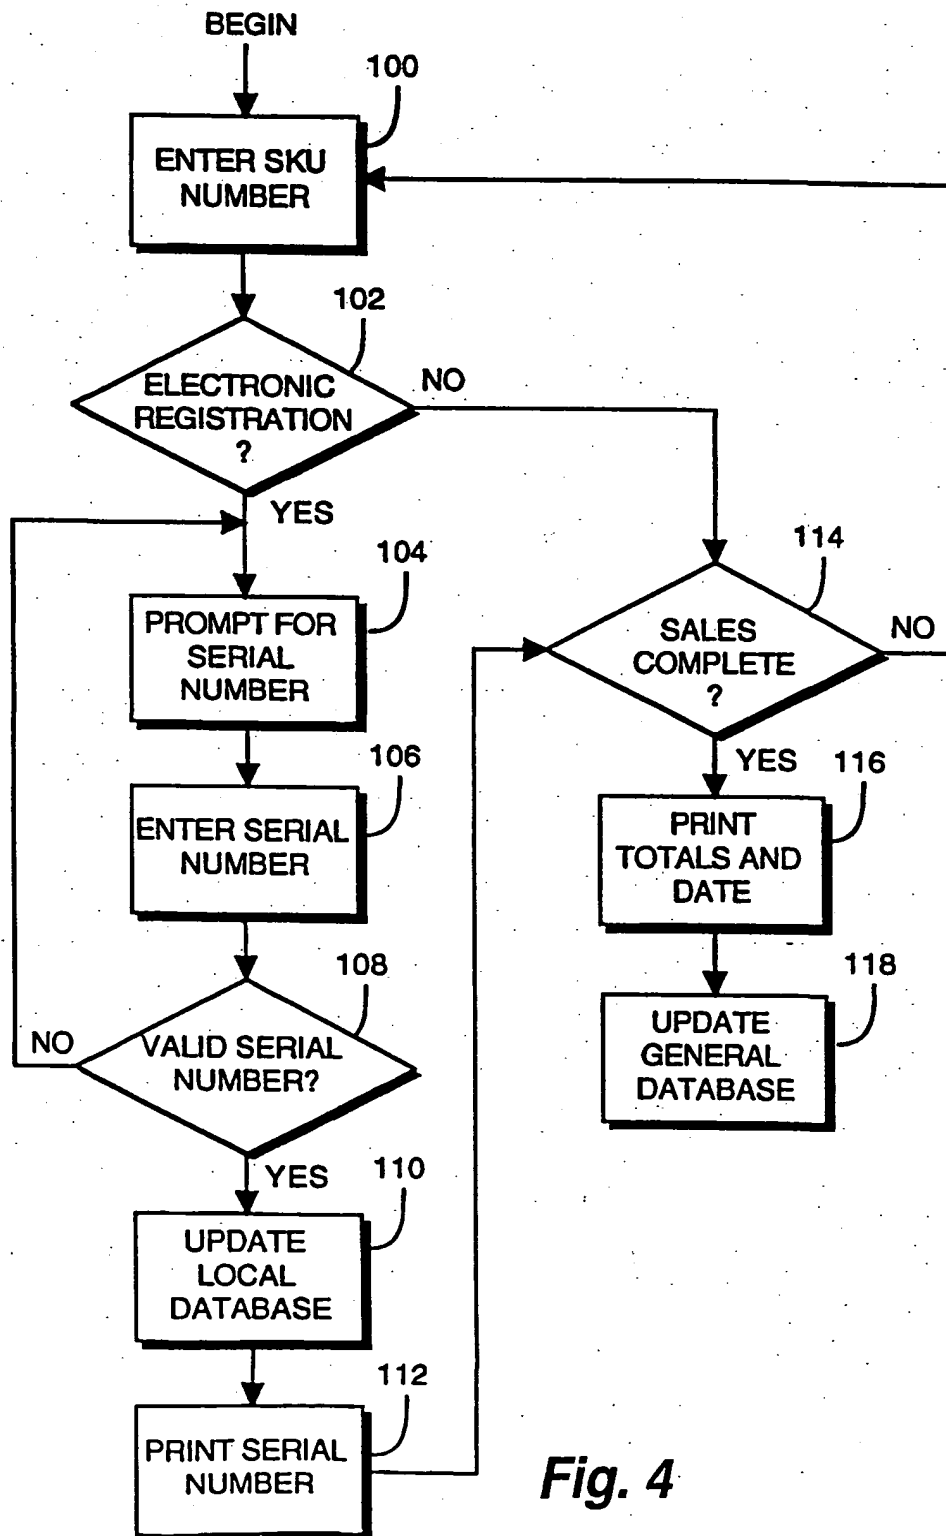 BEGIN
100
ENTER SKU
NUMBER
102
ELECTRONIC
REGISTRATION
?
NO
YES
104
PROMPT FOR
SERIAL
NUMBER
106
ENTER SERIAL
NUMBER
108
VALID SERIAL
NUMBER?
NO
YES
110
UPDATE
LOCAL
DATABASE
112
PRINT SERIAL
NUMBER
114
SALES
COMPLETE
?
NO
YES
116
PRINT
TOTALS AND
DATE
118
UPDATE
GENERAL
DATABASE
Fig. 4